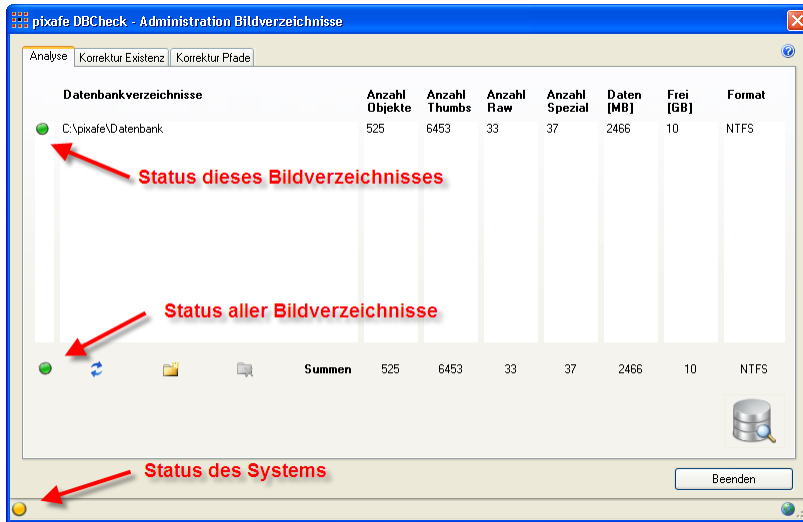 pixafe DBCheck - Administration Bildverzeichnisse
Analyse Korrektur Existenz Korrektur Pfade
Datenbankverzeichnisse Anzahl Objekte Anzahl Thumbs Anzahl Raw Anzahl Spezial Daten [MB] Frei [GB] Format
C:\pixafe\Datenbank 525 6453 33 37 2466 10 NTFS
Status dieses Bildverzeichnisses
Status aller Bildverzeichnisse
Summen 525 6453 33 37 2466 10 NTFS
Status des Systems
Beenden